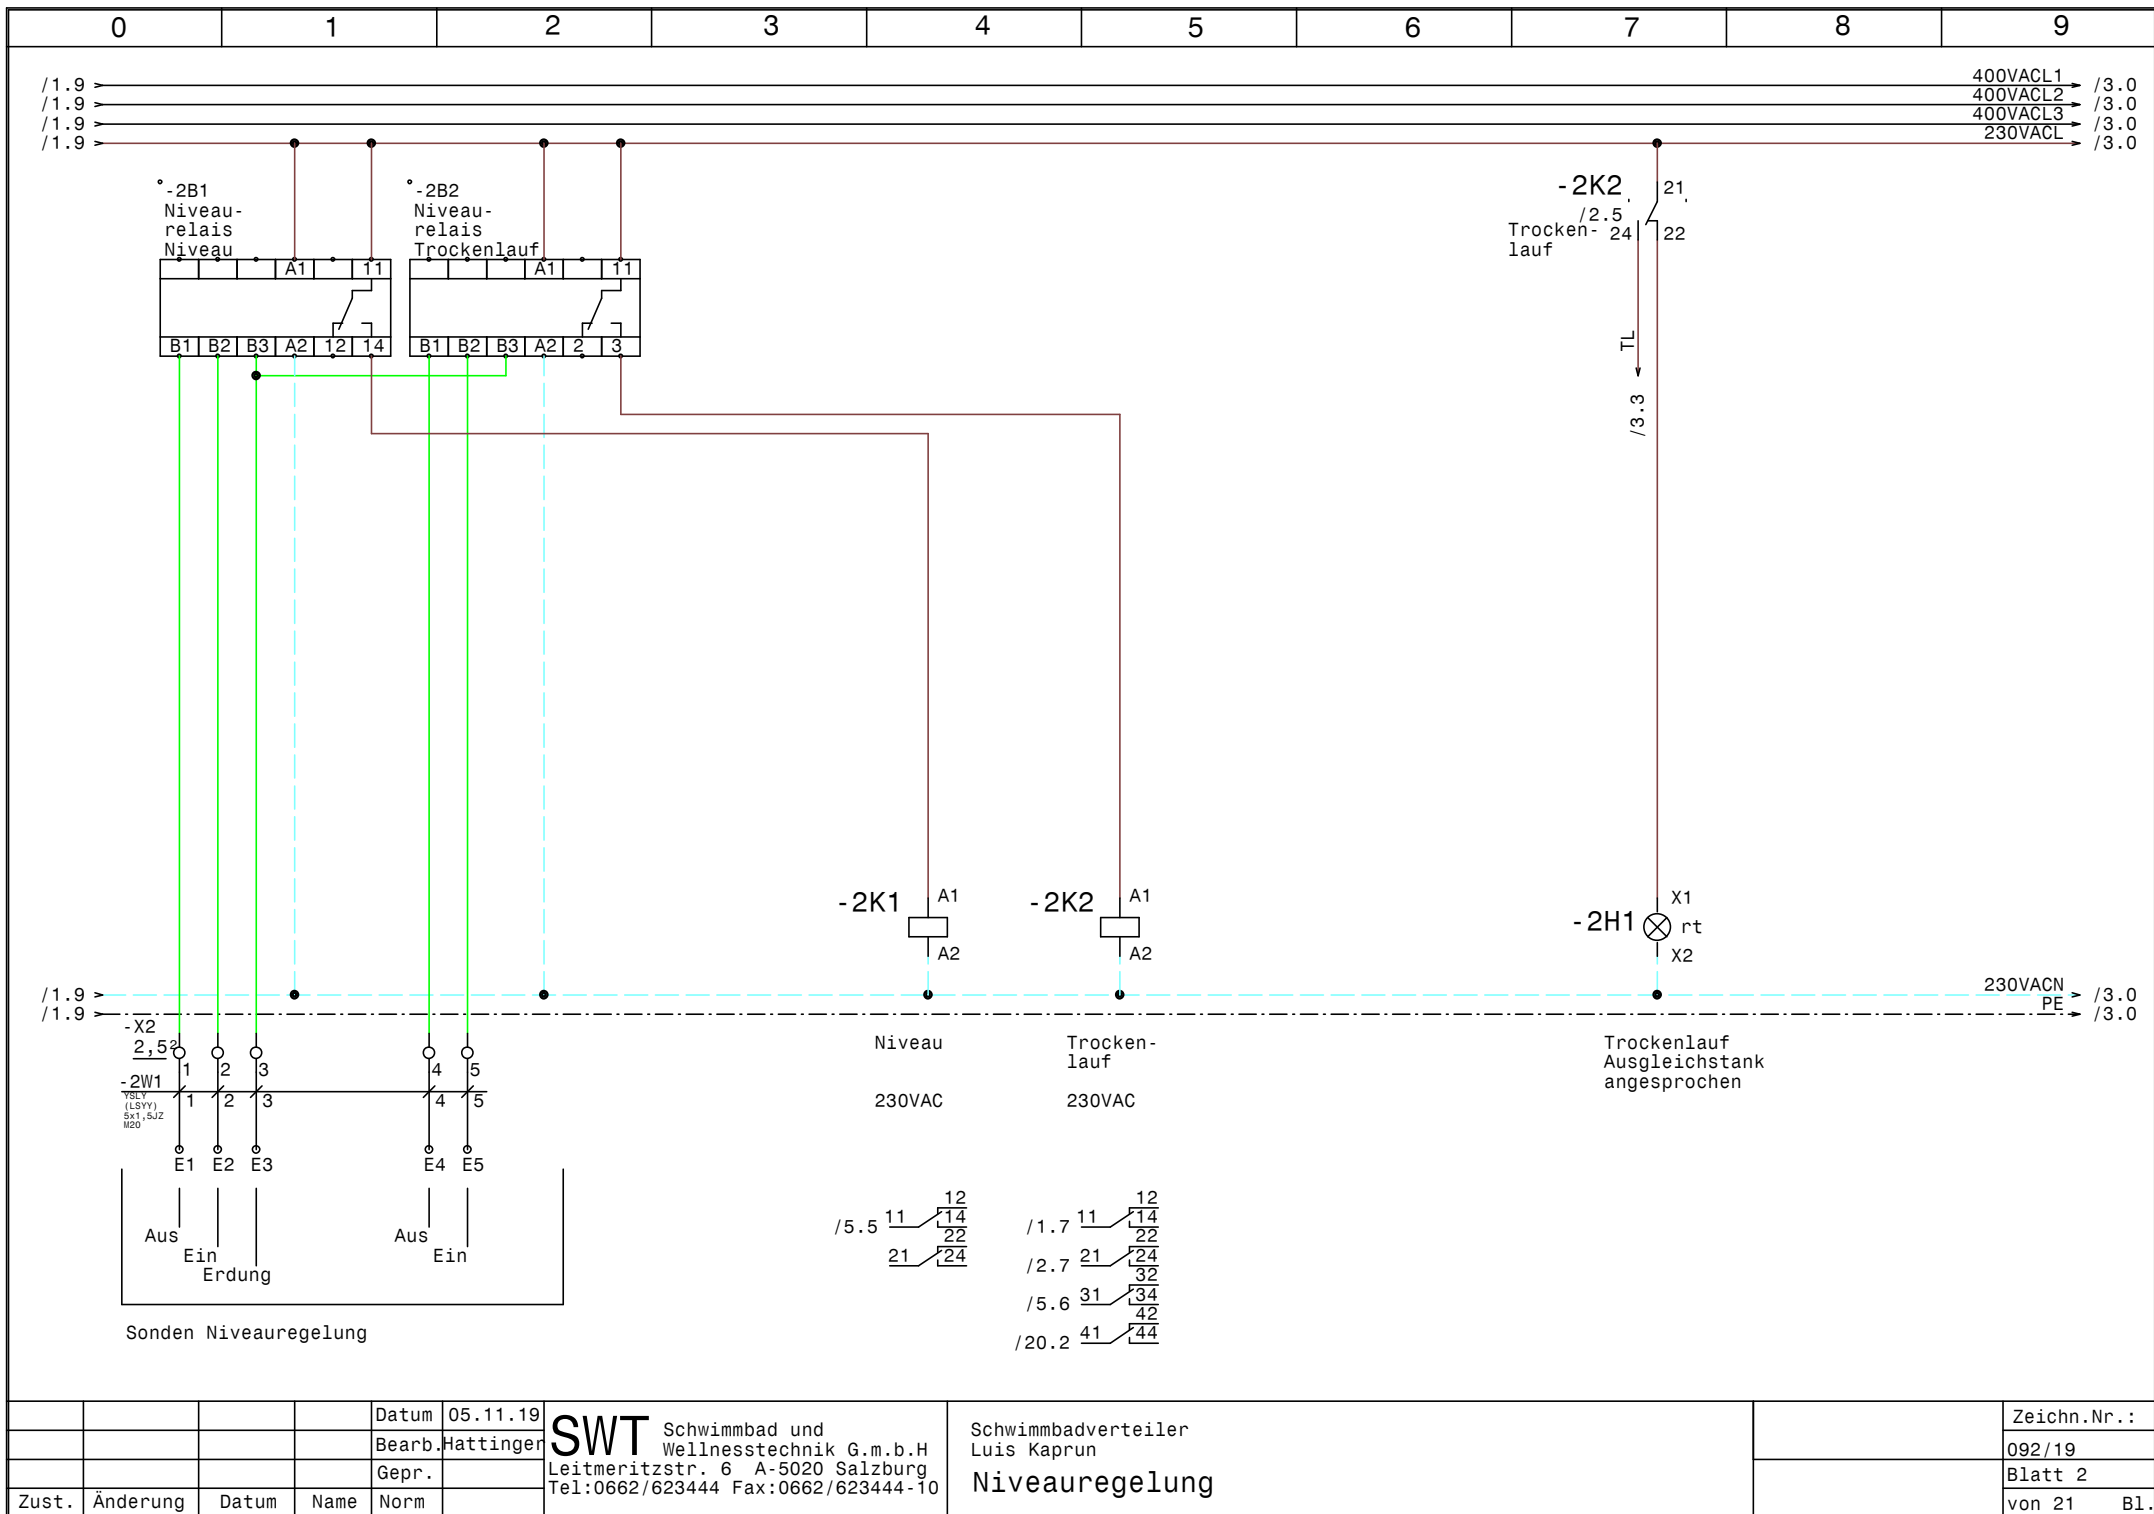 0 1 2 3 4 5 6 7 8 9
/1.9 400VACL1 /3.0
/1.9 400VACL2 /3.0
/1.9 400VACL3 /3.0
/1.9 230VACL /3.0
-2B1
Niveau-
relais
Niveau
A1 11
B1 B2 B3 A2 12 14
-2B2
Niveau-
relais
Trockenlauf
A1 11
B1 B2 B3 A2 2 3
-2K2 21
/2.5
Trocken- 24 22
lauf
TL
/3.3
-2K1 A1
A2
-2K2 A1
A2
-2H1 X1
rt
X2
/1.9 230VACN /3.0
/1.9 PE /3.0
-X2
2,5²
1 2 3 4 5
-2W1
YSLY
(LSYY)
5x1,5JZ
M20
1 2 3 4 5
E1 E2 E3 E4 E5
Aus
Ein
Erdung
Aus
Ein
Sonden Niveauregelung
Niveau
230VAC
Trocken-
lauf
230VAC
Trockenlauf
Ausgleichstank
angesprochen
12
/5.5 11 14
22
21 24
12
/1.7 11 14
22
/2.7 21 24
32
/5.6 31 34
42
/20.2 41 44
Datum 05.11.19
Bearb. Hattinger
Gepr.
Zust. Änderung Datum Name Norm
SWT Schwimmbad und
Wellnesstechnik G.m.b.H
Leitmeritzstr. 6 A-5020 Salzburg
Tel:0662/623444 Fax:0662/623444-10
Schwimmbadverteiler
Luis Kaprun
Niveauregelung
Zeichn.Nr.:
092/19
Blatt 2
von 21 Bl.